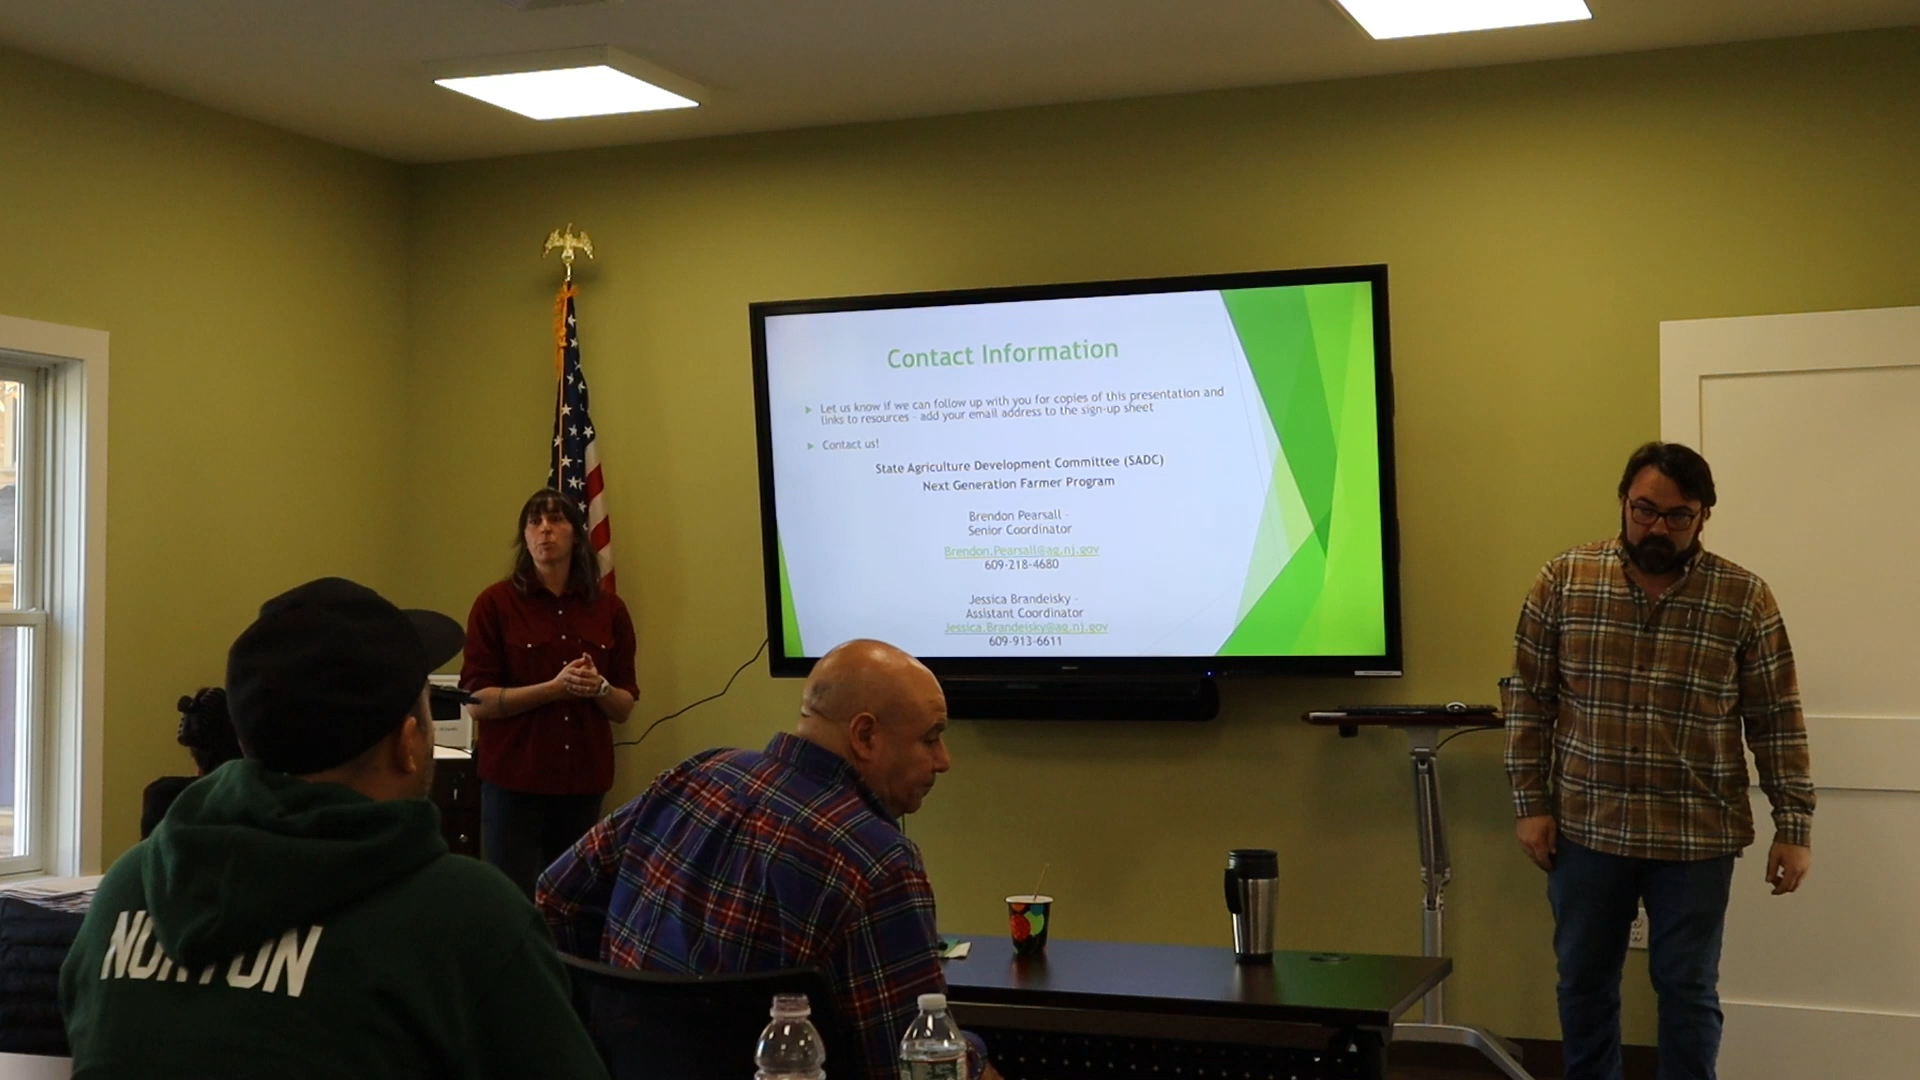 Contact Information
Let us know if we can follow up with you for copies of this presentation and
links to resources - add your email address to the sign-up sheet
Contact us!
State Agriculture Development Committee (SADC)
Next Generation Farmer Program
Brendon Pearsall -
Senior Coordinator
Brendon.Pearsall@ag.nj.gov
609-218-4680
Jessica Brandeisky -
Assistant Coordinator
Jessica.Brandeisky@ag.nj.gov
609-913-6611